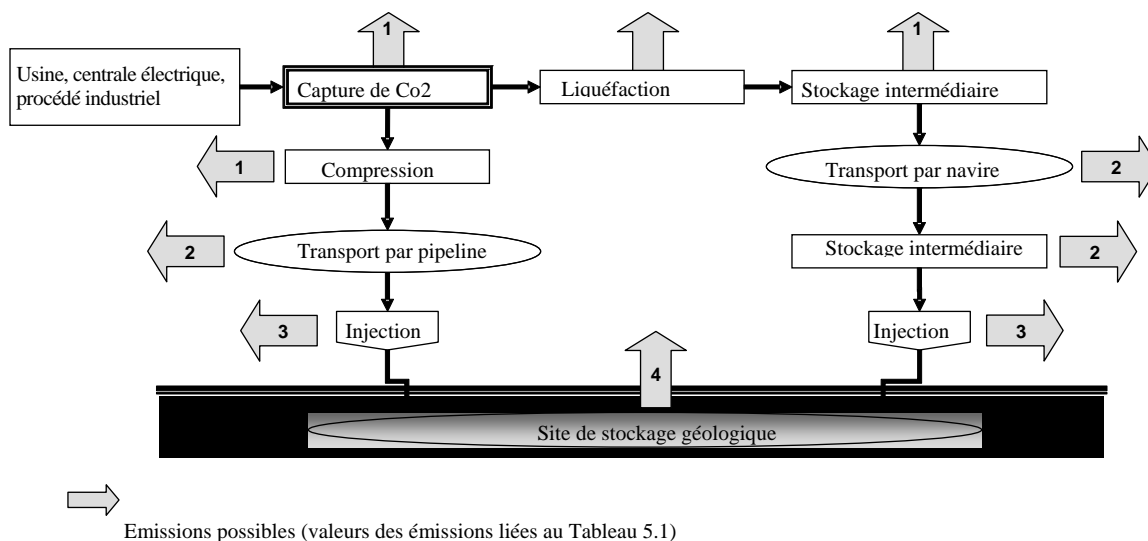 1
1
Usine, centrale électrique,
procédé industriel
Capture de Co2
Liquéfaction
Stockage intermédiaire
1
Compression
Transport par navire
2
2
Transport par pipeline
Stockage intermédiaire
2
3
Injection
Injection
3
4
Site de stockage géologique
Emissions possibles (valeurs des émissions liées au Tableau 5.1)